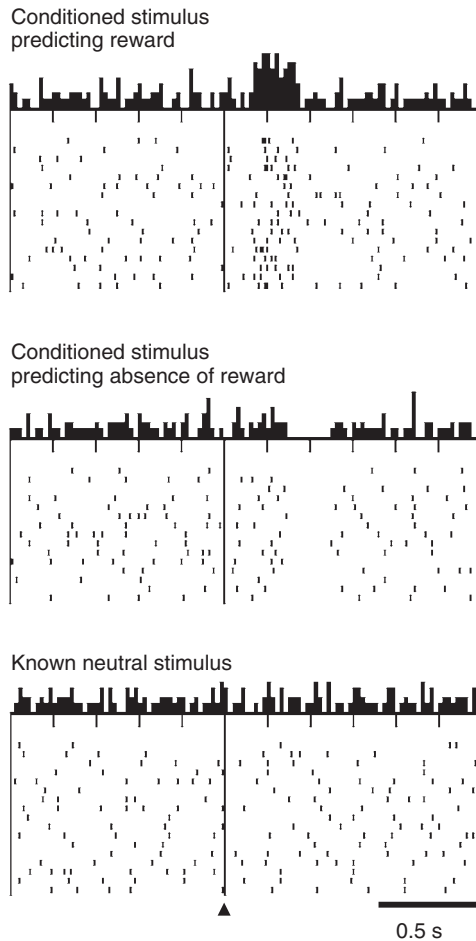 Conditioned stimulus
predicting reward
Conditioned stimulus
predicting absence of reward
Known neutral stimulus
0.5 s